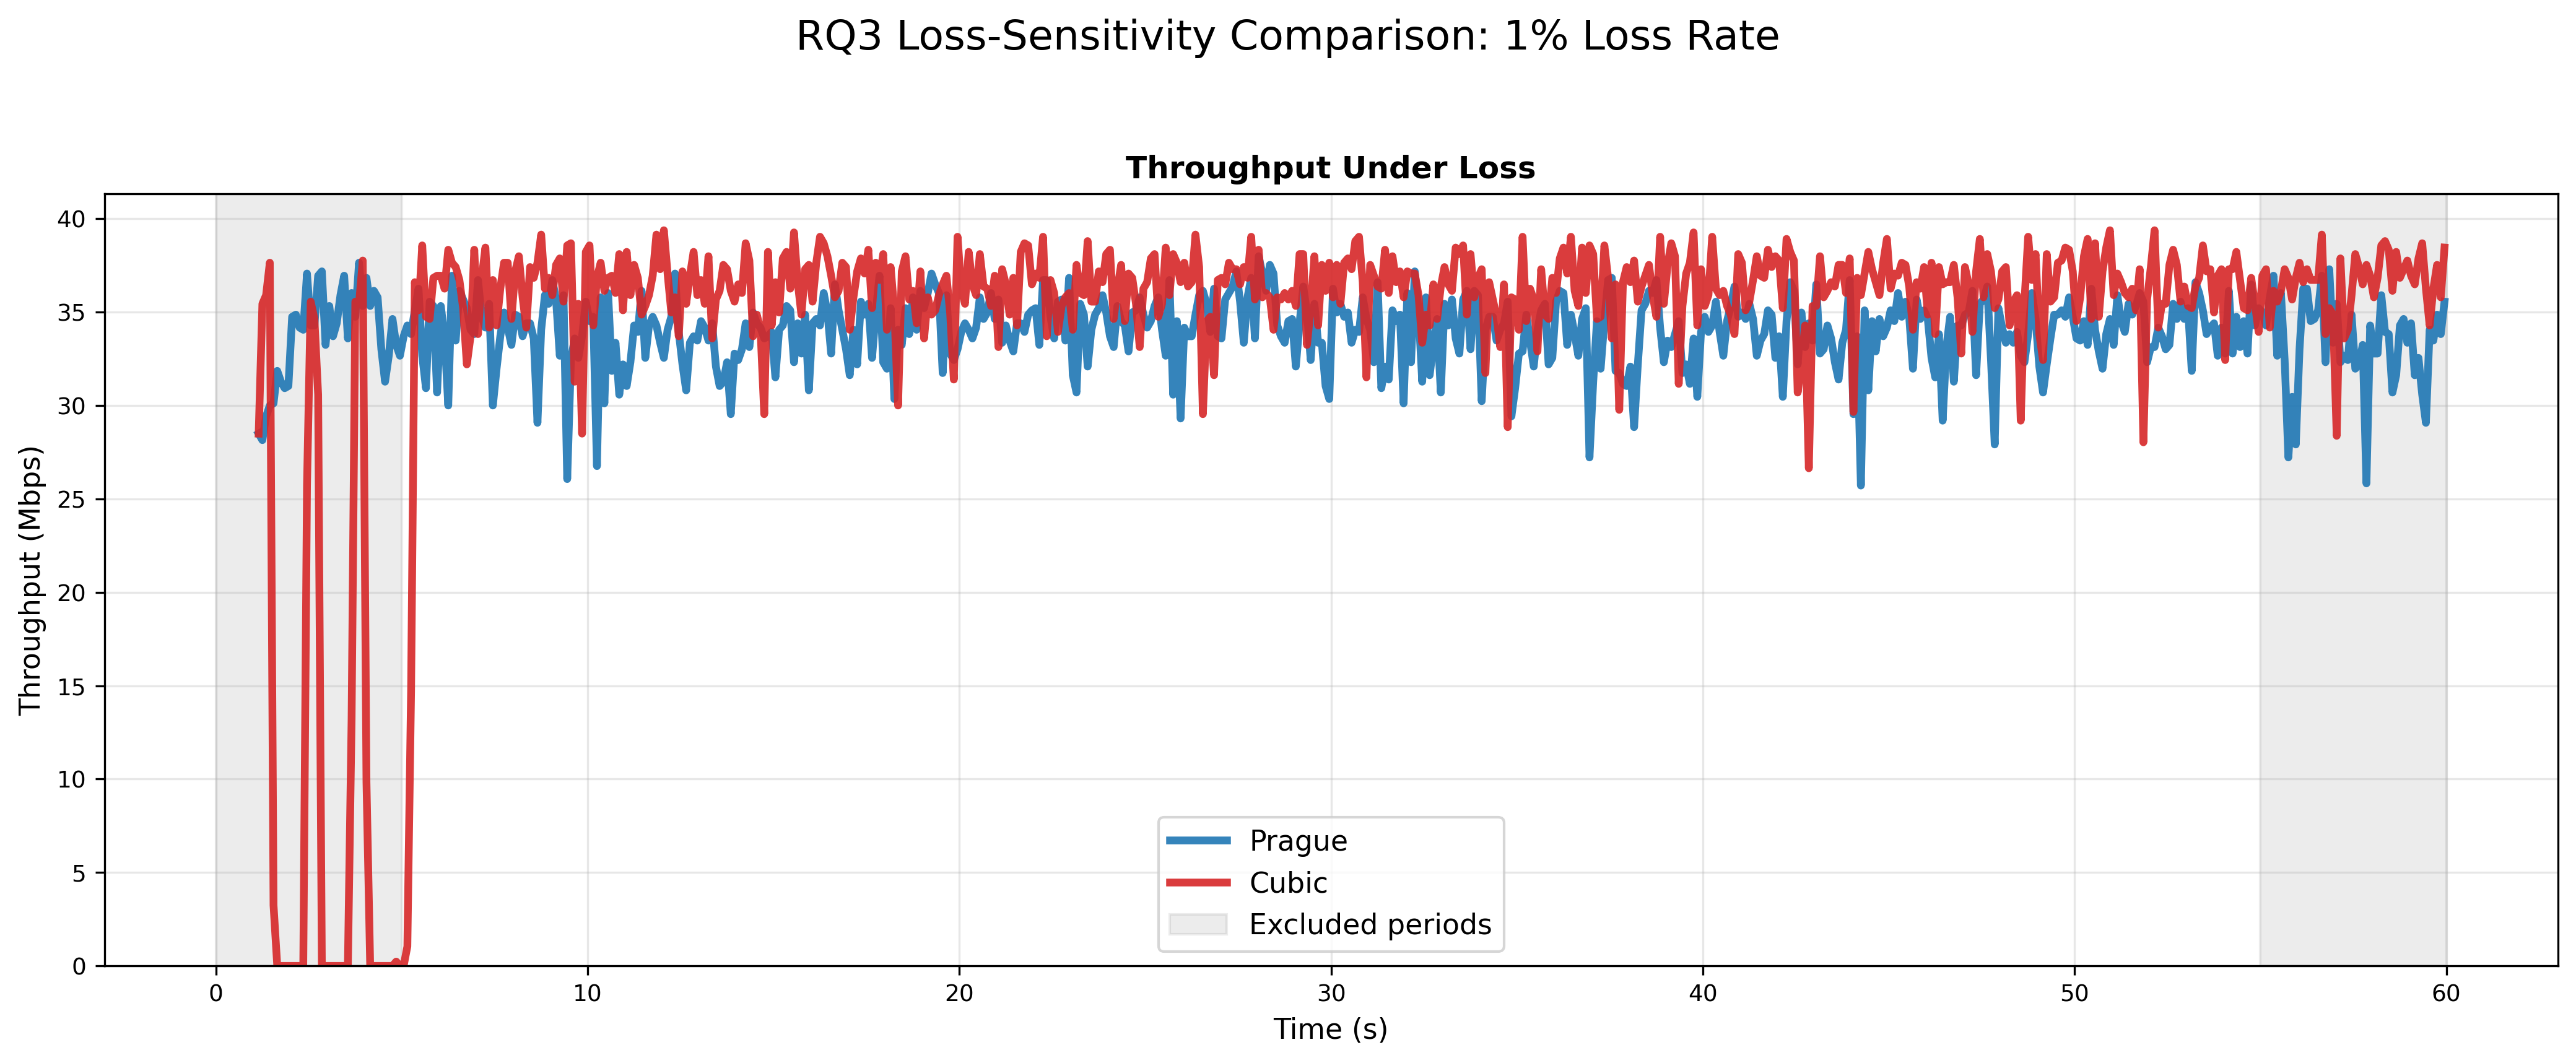 RQ3 Loss-Sensitivity Comparison: 1% Loss Rate
Throughput Under Loss
Throughput (Mbps)
40
35
30
25
20
15
10
5
0
Prague
Cubic
Excluded periods
0 10 20 30 40 50 60
Time (s)